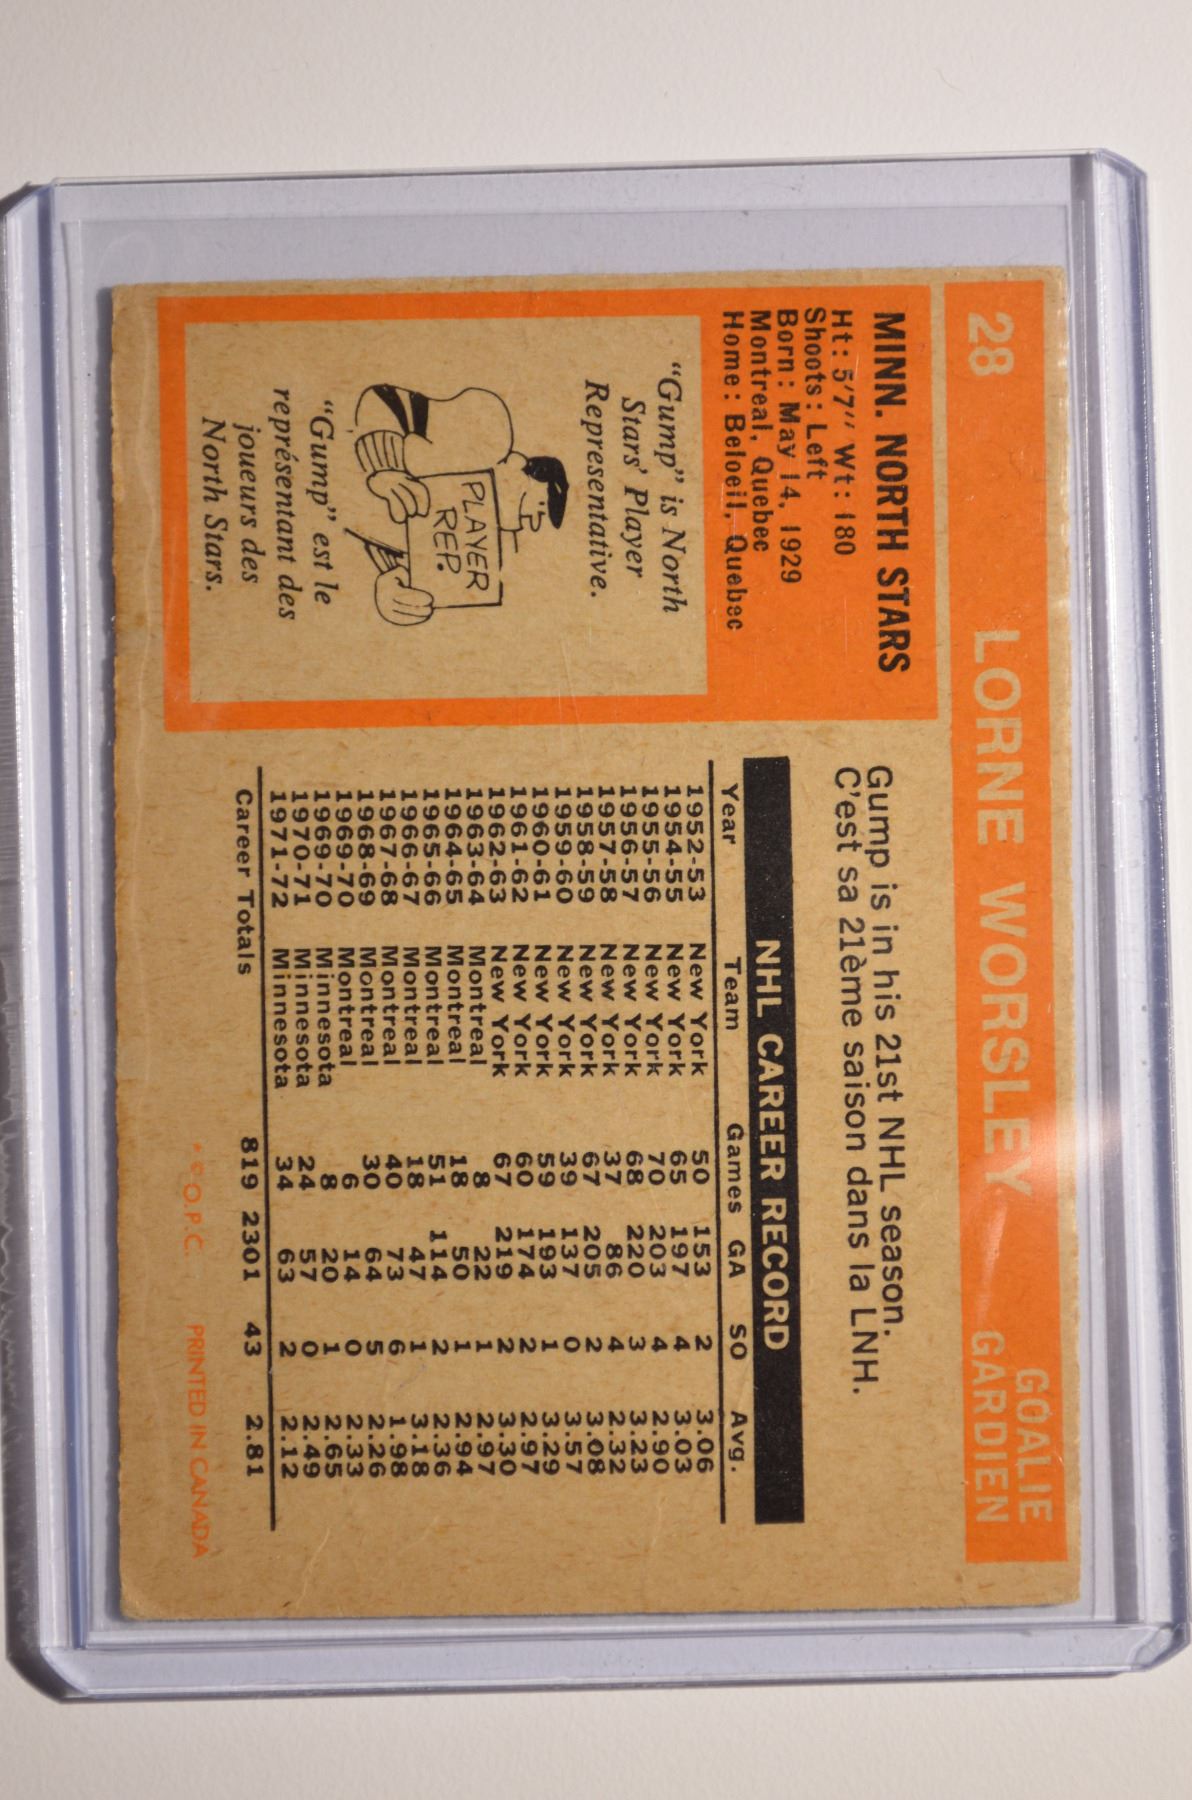 28 LORNE WORSLEY GOALIE
GARDIEN
MINN. NORTH STARS
Ht: 5'7'' Wt: 180
Shoots: Left
Born: May 14, 1929
Montreal, Quebec
Home: Beloeil, Quebec
"Gump" is North
Stars' Player
Representative.
PLAYER
REP.
"Gump" est le
représentant des
joueurs des
North Stars.
Gump is in his 21st NHL season.
C'est sa 21ème saison dans la LNH.
NHL CAREER RECORD
Year Team Games GA SO Avg.
1952-53 New York 50 153 2 3.06
1954-55 New York 65 197 4 3.03
1955-56 New York 70 203 4 2.90
1956-57 New York 68 220 3 3.23
1957-58 New York 37 86 4 2.32
1958-59 New York 67 205 2 3.08
1959-60 New York 39 137 0 3.57
1960-61 New York 59 193 1 3.29
1961-62 New York 60 174 2 2.97
1962-63 New York 67 219 2 3.30
1963-64 Montreal 8 22 1 2.97
1964-65 Montreal 18 50 1 2.94
1965-66 Montreal 51 114 2 2.36
1966-67 Montreal 18 47 1 3.18
1967-68 Montreal 40 73 6 1.98
1968-69 Montreal 30 64 5 2.26
1969-70 Montreal 6 14 0 2.33
1969-70 Minnesota 8 20 1 2.65
1970-71 Minnesota 24 57 0 2.49
1971-72 Minnesota 34 63 2 2.12
Career Totals 819 2301 43 2.81
* © O.P.C. PRINTED IN CANADA